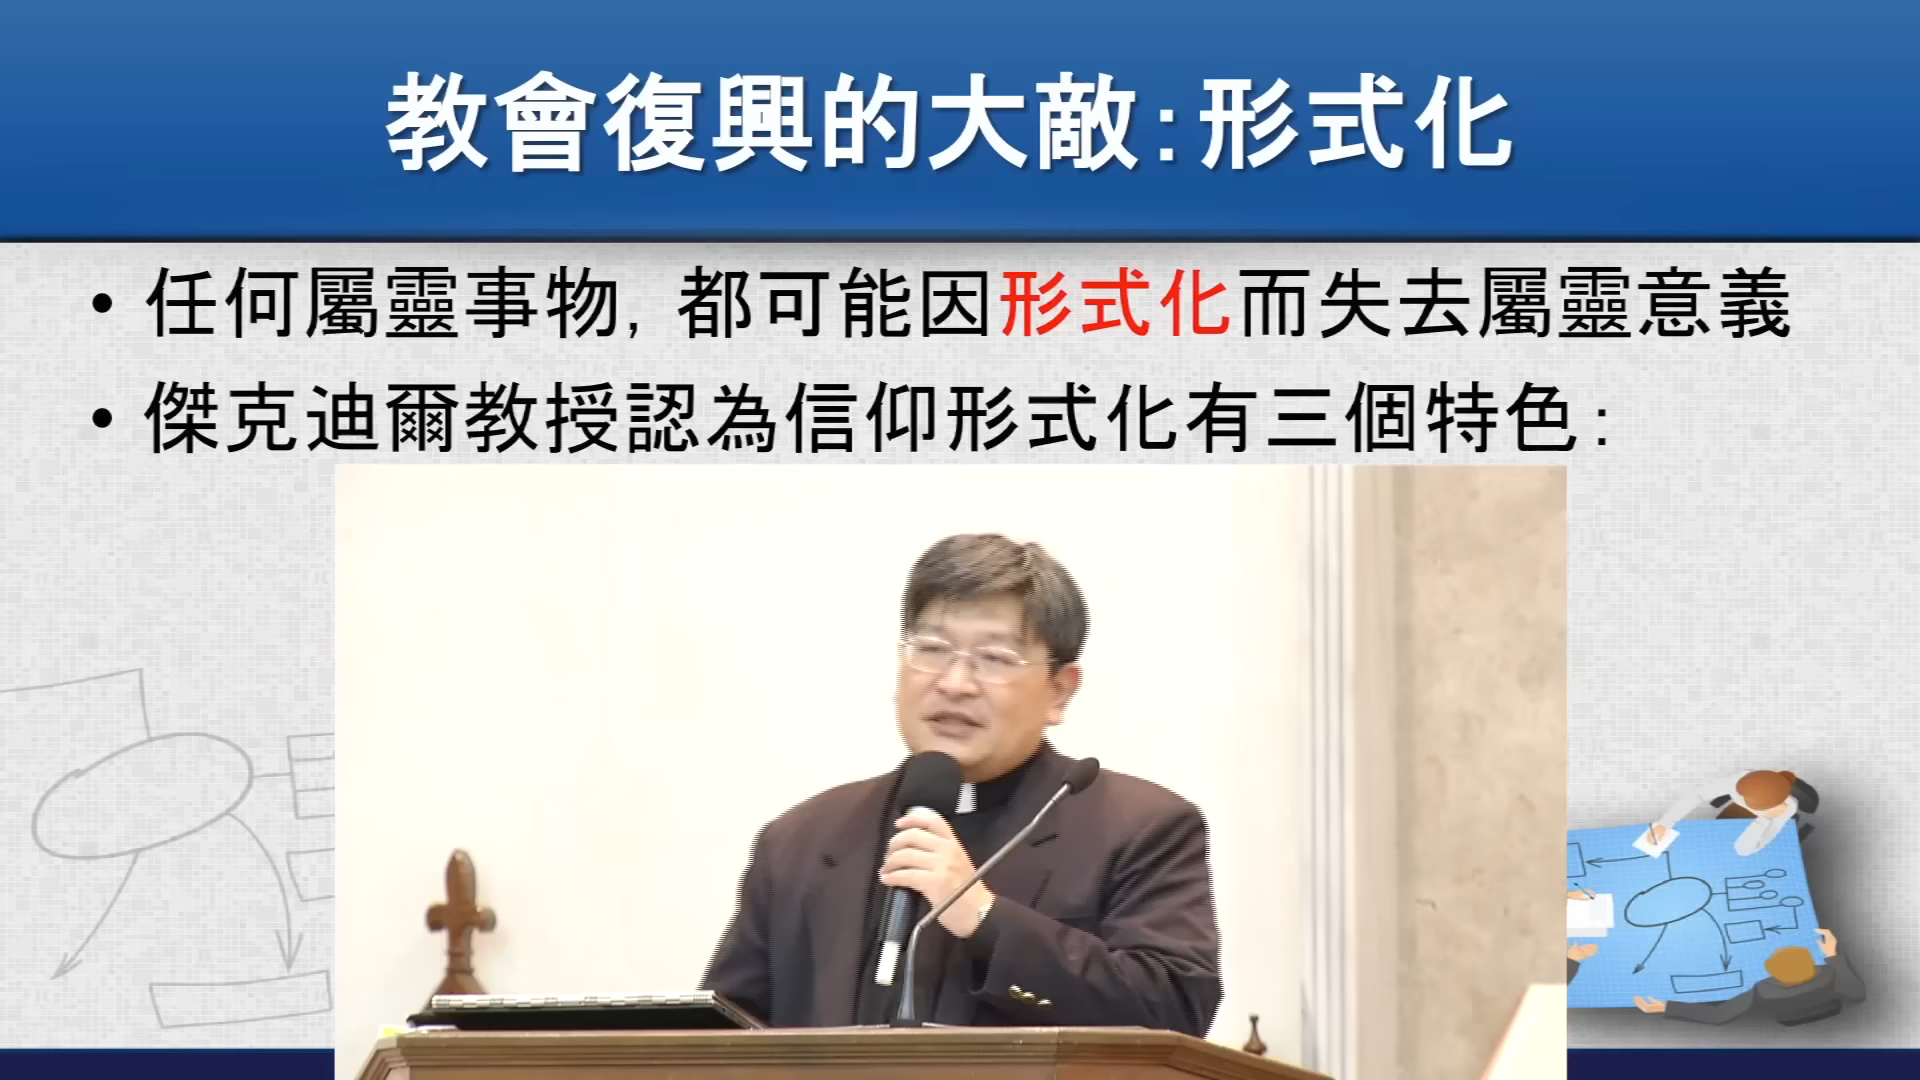 教會復興的大敵:形式化
• 任何屬靈事物, 都可能因形式化而失去屬靈意義
• 傑克迪爾教授認為信仰形式化有三個特色: